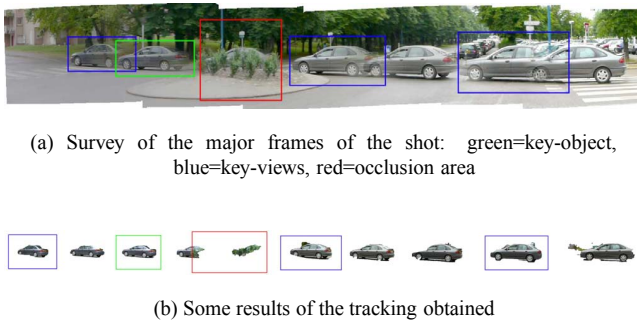 (a) Survey of the major frames of the shot: green=key-object,
blue=key-views, red=occlusion area
(b) Some results of the tracking obtained